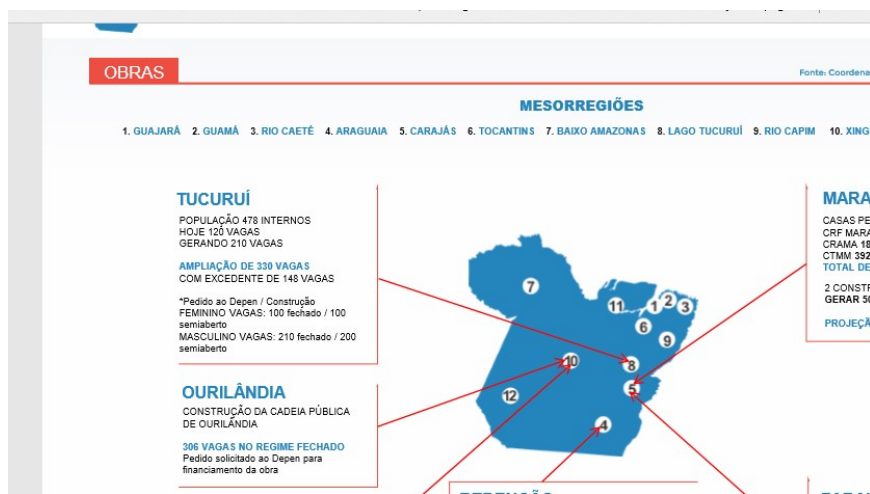 OBRAS
Fonte: Coordena
MESORREGIÕES
1. GUAJARÁ 2. GUAMÁ 3. RIO CAETÉ 4. ARAGUAIA 5. CARAJÁS 6. TOCANTINS 7. BAIXO AMAZONAS 8. LAGO TUCURUÍ 9. RIO CAPIM 10. XING
TUCURUÍ
POPULAÇÃO 478 INTERNOS
HOJE 120 VAGAS
GERANDO 210 VAGAS
AMPLIAÇÃO DE 330 VAGAS
COM EXCEDENTE DE 148 VAGAS
*Pedido ao Depen / Construção
FEMININO VAGAS: 100 fechado / 100
semiaberto
MASCULINO VAGAS: 210 fechado / 200
semiaberto
OURILÂNDIA
CONSTRUÇÃO DA CADEIA PÚBLICA
DE OURILÂNDIA
306 VAGAS NO REGIME FECHADO
Pedido solicitado ao Depen para
financiamento da obra
7
11
1
2
3
6
9
10
8
5
12
4
MARA
CASAS PE
CRF MARA
CRAMA 18
CTMM 392
TOTAL DE
2 CONSTR
GERAR 50
PROJEÇÃ